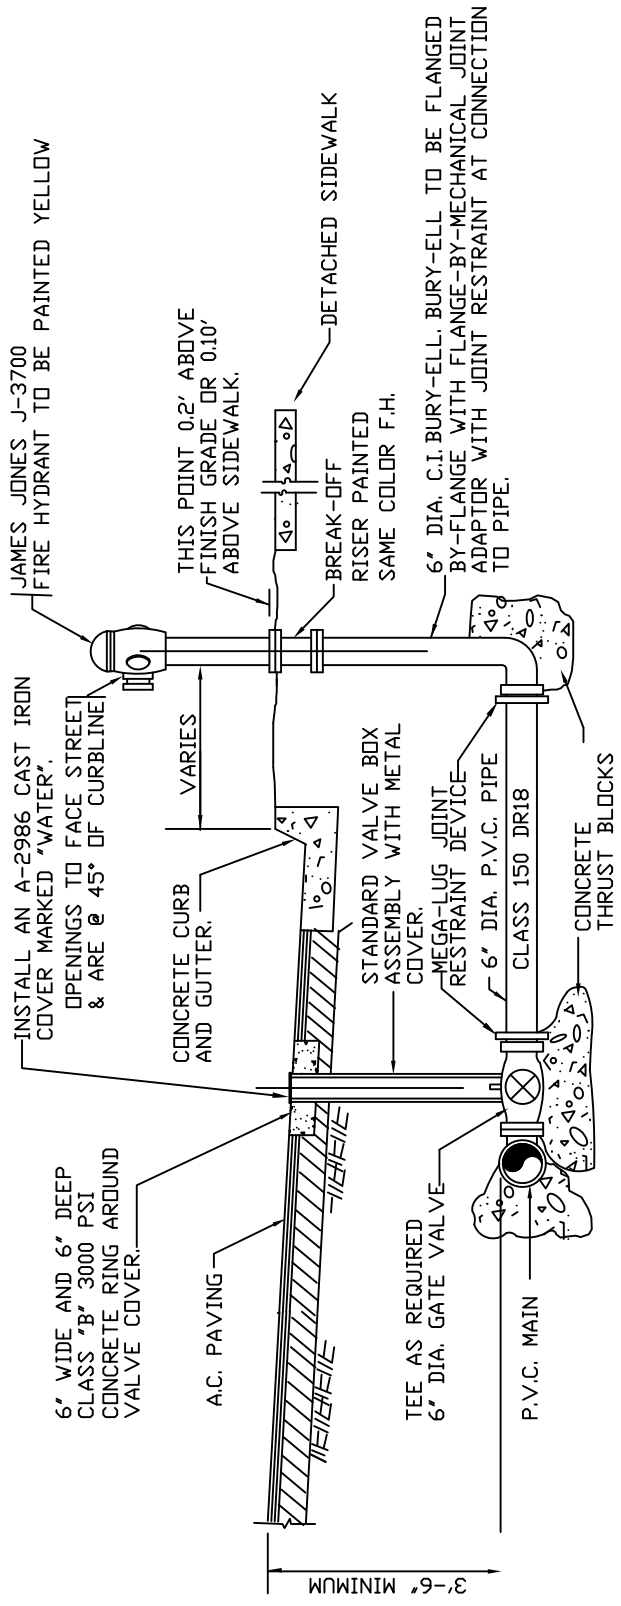 INSTALL AN A-2986 CAST IRON
COVER MARKED "WATER".
JAMES JONES J-3700
FIRE HYDRANT TO BE PAINTED YELLOW
OPENINGS TO FACE STREET
& ARE @ 45° OF CURBLINE
6" WIDE AND 6" DEEP
CLASS "B" 3000 PSI
CONCRETE RING AROUND
VALVE COVER.
CONCRETE CURB
AND GUTTER.
VARIES
THIS POINT 0.2' ABOVE
FINISH GRADE OR 0.10'
ABOVE SIDEWALK.
A.C. PAVING
DETACHED SIDEWALK
BREAK-OFF
RISER PAINTED
SAME COLOR F.H.
STANDARD VALVE BOX
ASSEMBLY WITH METAL
COVER.
3'-6" MINIMUM
TEE AS REQUIRED
6" DIA. GATE VALVE
MEGA-LUG JOINT
RESTRAINT DEVICE
6" DIA. C.I. BURY-ELL. BURY-ELL TO BE FLANGED
BY-FLANGE WITH FLANGE-BY-MECHANICAL JOINT
ADAPTOR WITH JOINT RESTRAINT AT CONNECTION
TO PIPE.
6" DIA. P.V.C. PIPE
CLASS 150 DR18
P.V.C. MAIN
CONCRETE
THRUST BLOCKS